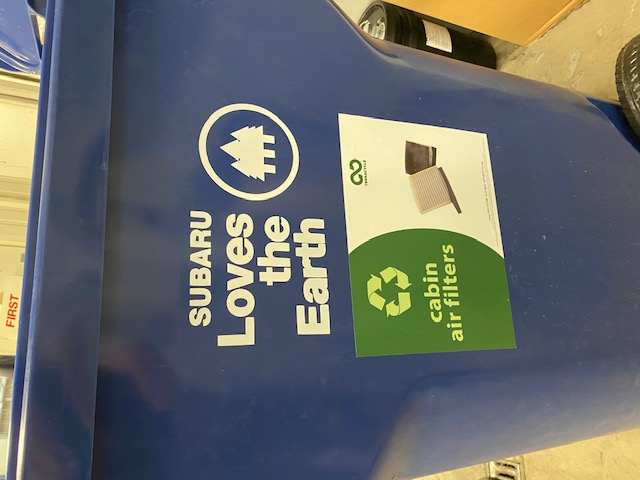 SUBARU
Loves
the
Earth
TERRACYCLE
cabin
air filters
FIRST